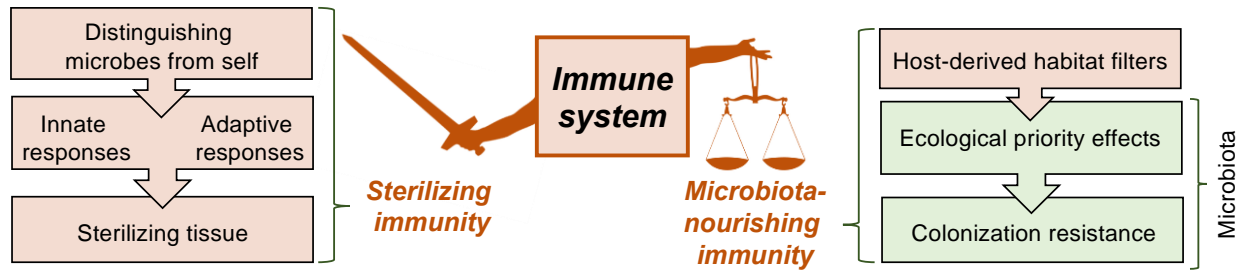 Distinguishing
microbes from self
Innate
responses
Adaptive
responses
Sterilizing tissue
Sterilizing
immunity
Immune
system
Microbiota-
nourishing
immunity
Host-derived habitat filters
Ecological priority effects
Colonization resistance
Microbiota